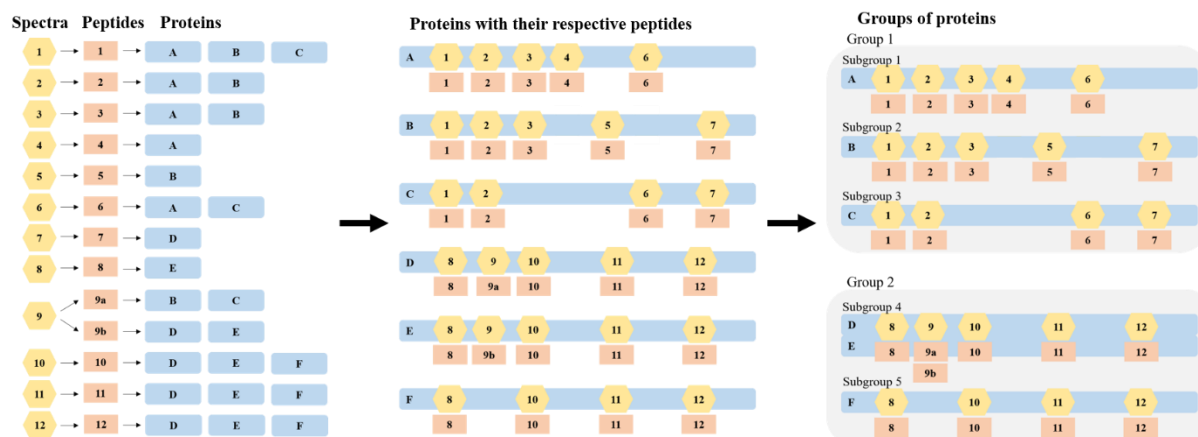 Spectra Peptides Proteins
1 1 A B C
2 2 A B
3 3 A B
4 4 A
5 5 B
6 6 A C
7 7 D
8 8 E
9
9a B C
9b D E
10 10 D E F
11 11 D E F
12 12 D E F
Proteins with their respective peptides
A 1 2 3 4 6
1 2 3 4 6
B 1 2 3 5 7
1 2 3 5 7
C 1 2 6 7
1 2 6 7
D 8 9 10 11 12
8 9a 10 11 12
E 8 9 10 11 12
8 9b 10 11 12
F 8 10 11 12
8 10 11 12
Groups of proteins
Group 1
Subgroup 1
A 1 2 3 4 6
1 2 3 4 6
Subgroup 2
B 1 2 3 5 7
1 2 3 5 7
Subgroup 3
C 1 2 6 7
1 2 6 7
Group 2
Subgroup 4
D 8 9 10 11 12
E 8 9a 10 11 12
9b
Subgroup 5
F 8 10 11 12
8 10 11 12